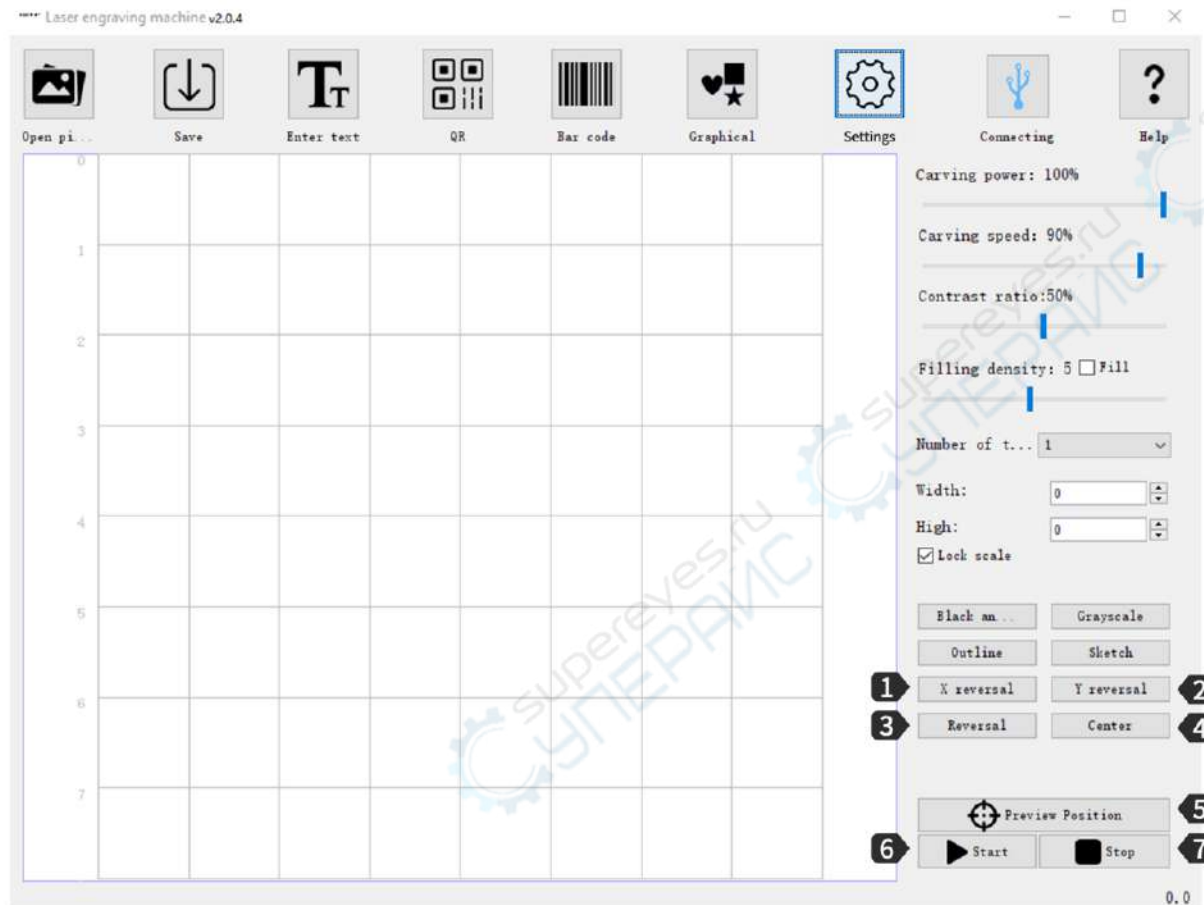 Laser engraving machine v2.0.4
Open pi... Save Enter text QR Bar code Graphical Settings Connecting Help
0
1
2
3
4
5
6
7
Carving power: 100%
Carving speed: 90%
Contrast ratio:50%
Filling density: 5 Fill
Number of t... 1
Width: 0
High: 0
Lock scale
Black an... Grayscale
Outline Sketch
1 X reversal Y reversal 2
3 Reversal Center 4
Preview Position 5
6 Start Stop 7
0.0
supereyes.ru
СУПЕРАЙС
supereyes.ru
СУПЕРАЙС